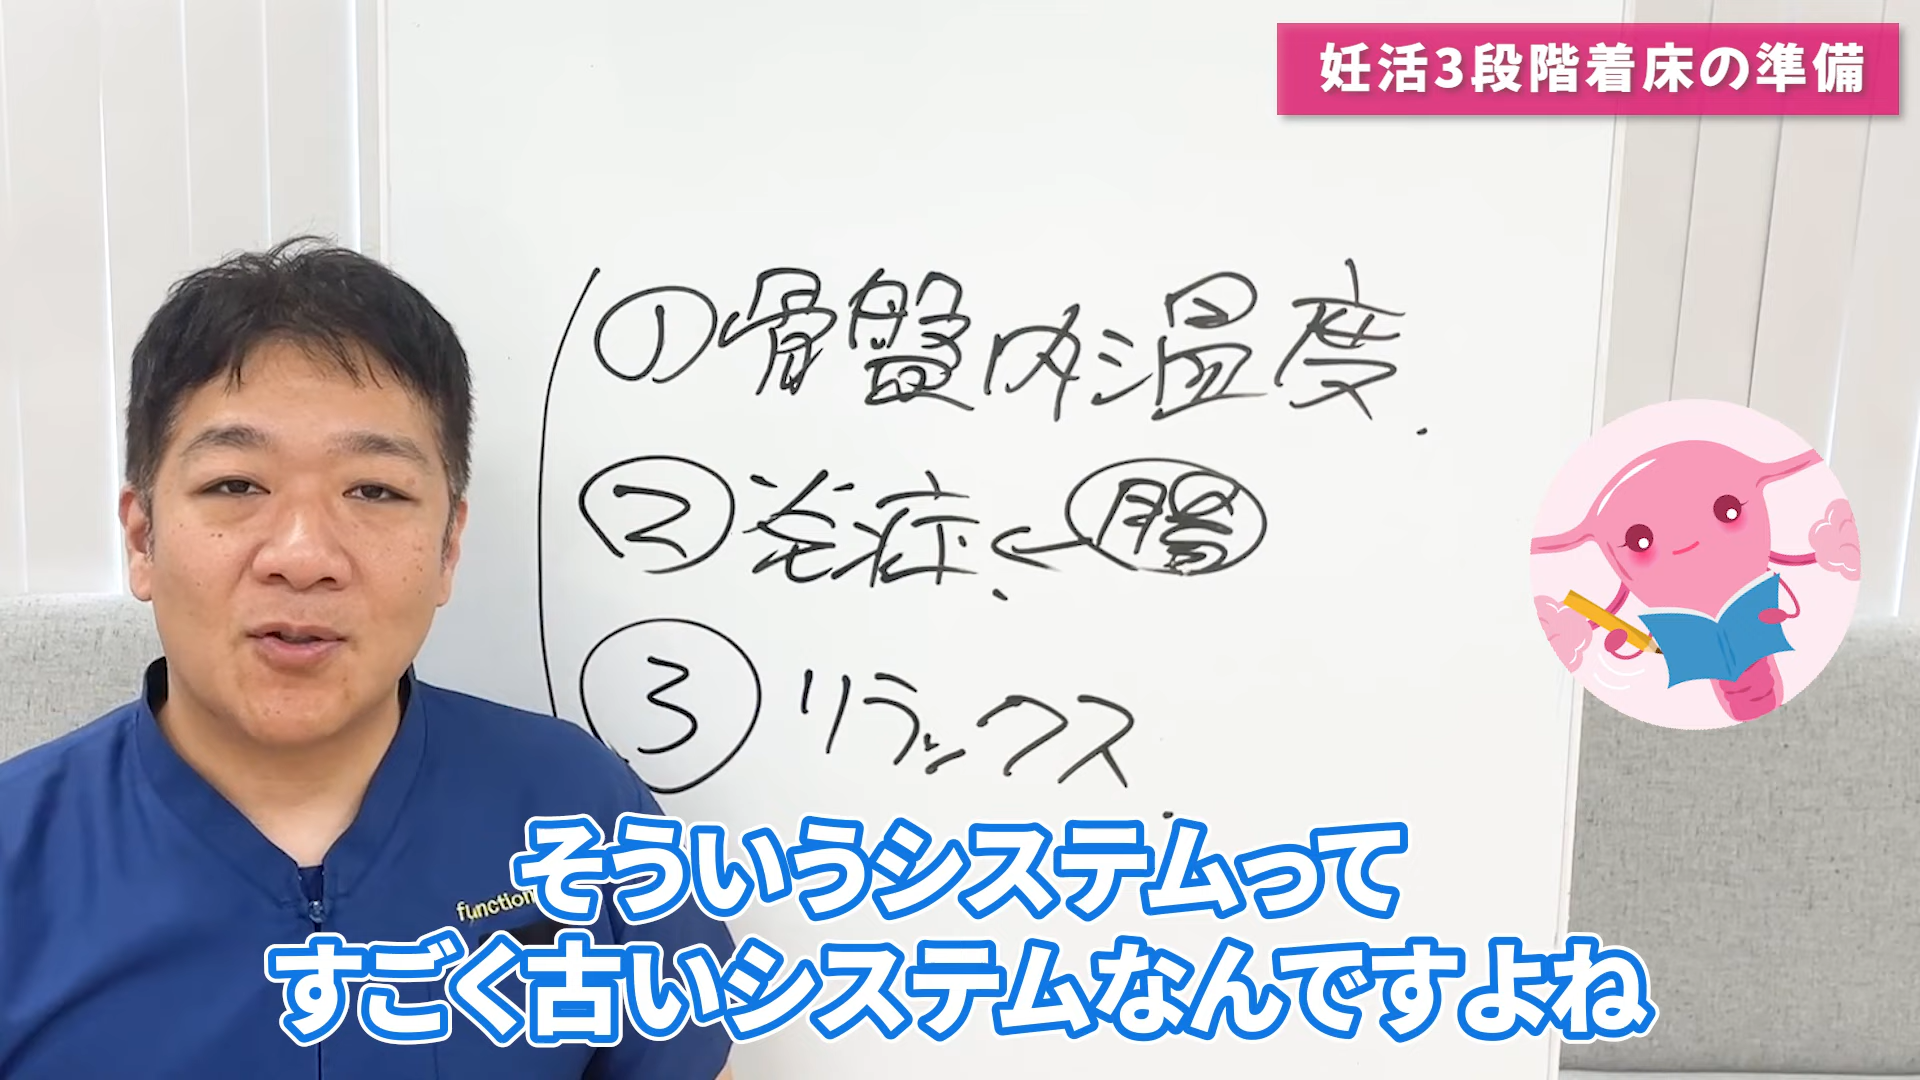 妊活3段階着床の準備
①骨盤内温度.
②炎症.←腸
③リラックス.
function
そういうシステムって
すごく古いシステムなんですよね